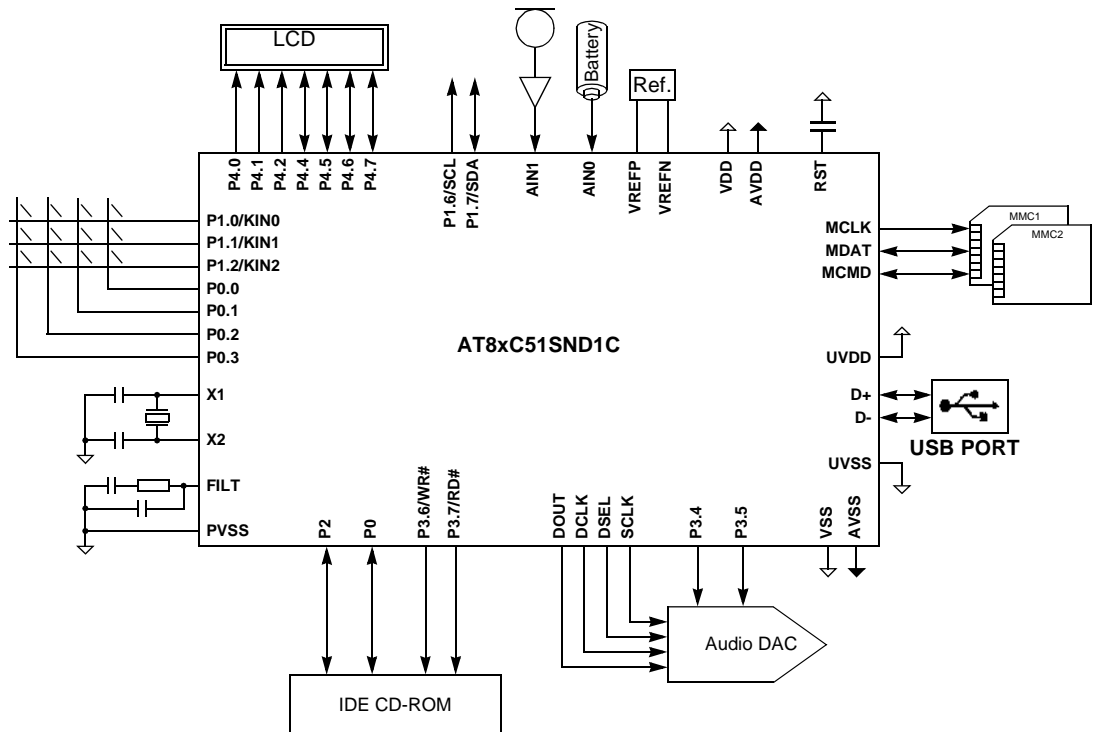 LCD
Battery
Ref.
P4.0
P4.1
P4.2
P4.4
P4.5
P4.6
P4.7
P1.6/SCL
P1.7/SDA
AIN1
AIN0
VREFP
VREFN
VDD
AVDD
RST
P1.0/KIN0
P1.1/KIN1
P1.2/KIN2
P0.0
P0.1
P0.2
P0.3
X1
X2
FILT
PVSS
AT8xC51SND1C
MCLK
MDAT
MCMD
MMC1
MMC2
UVDD
D+
D-
USB PORT
UVSS
P2
P0
P3.6/WR#
P3.7/RD#
DOUT
DCLK
DSEL
SCLK
P3.4
P3.5
VSS
AVSS
Audio DAC
IDE CD-ROM